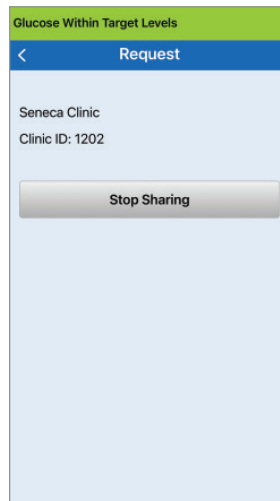 Glucose Within Target Levels
Request
Seneca Clinic
Clinic ID: 1202
Stop Sharing